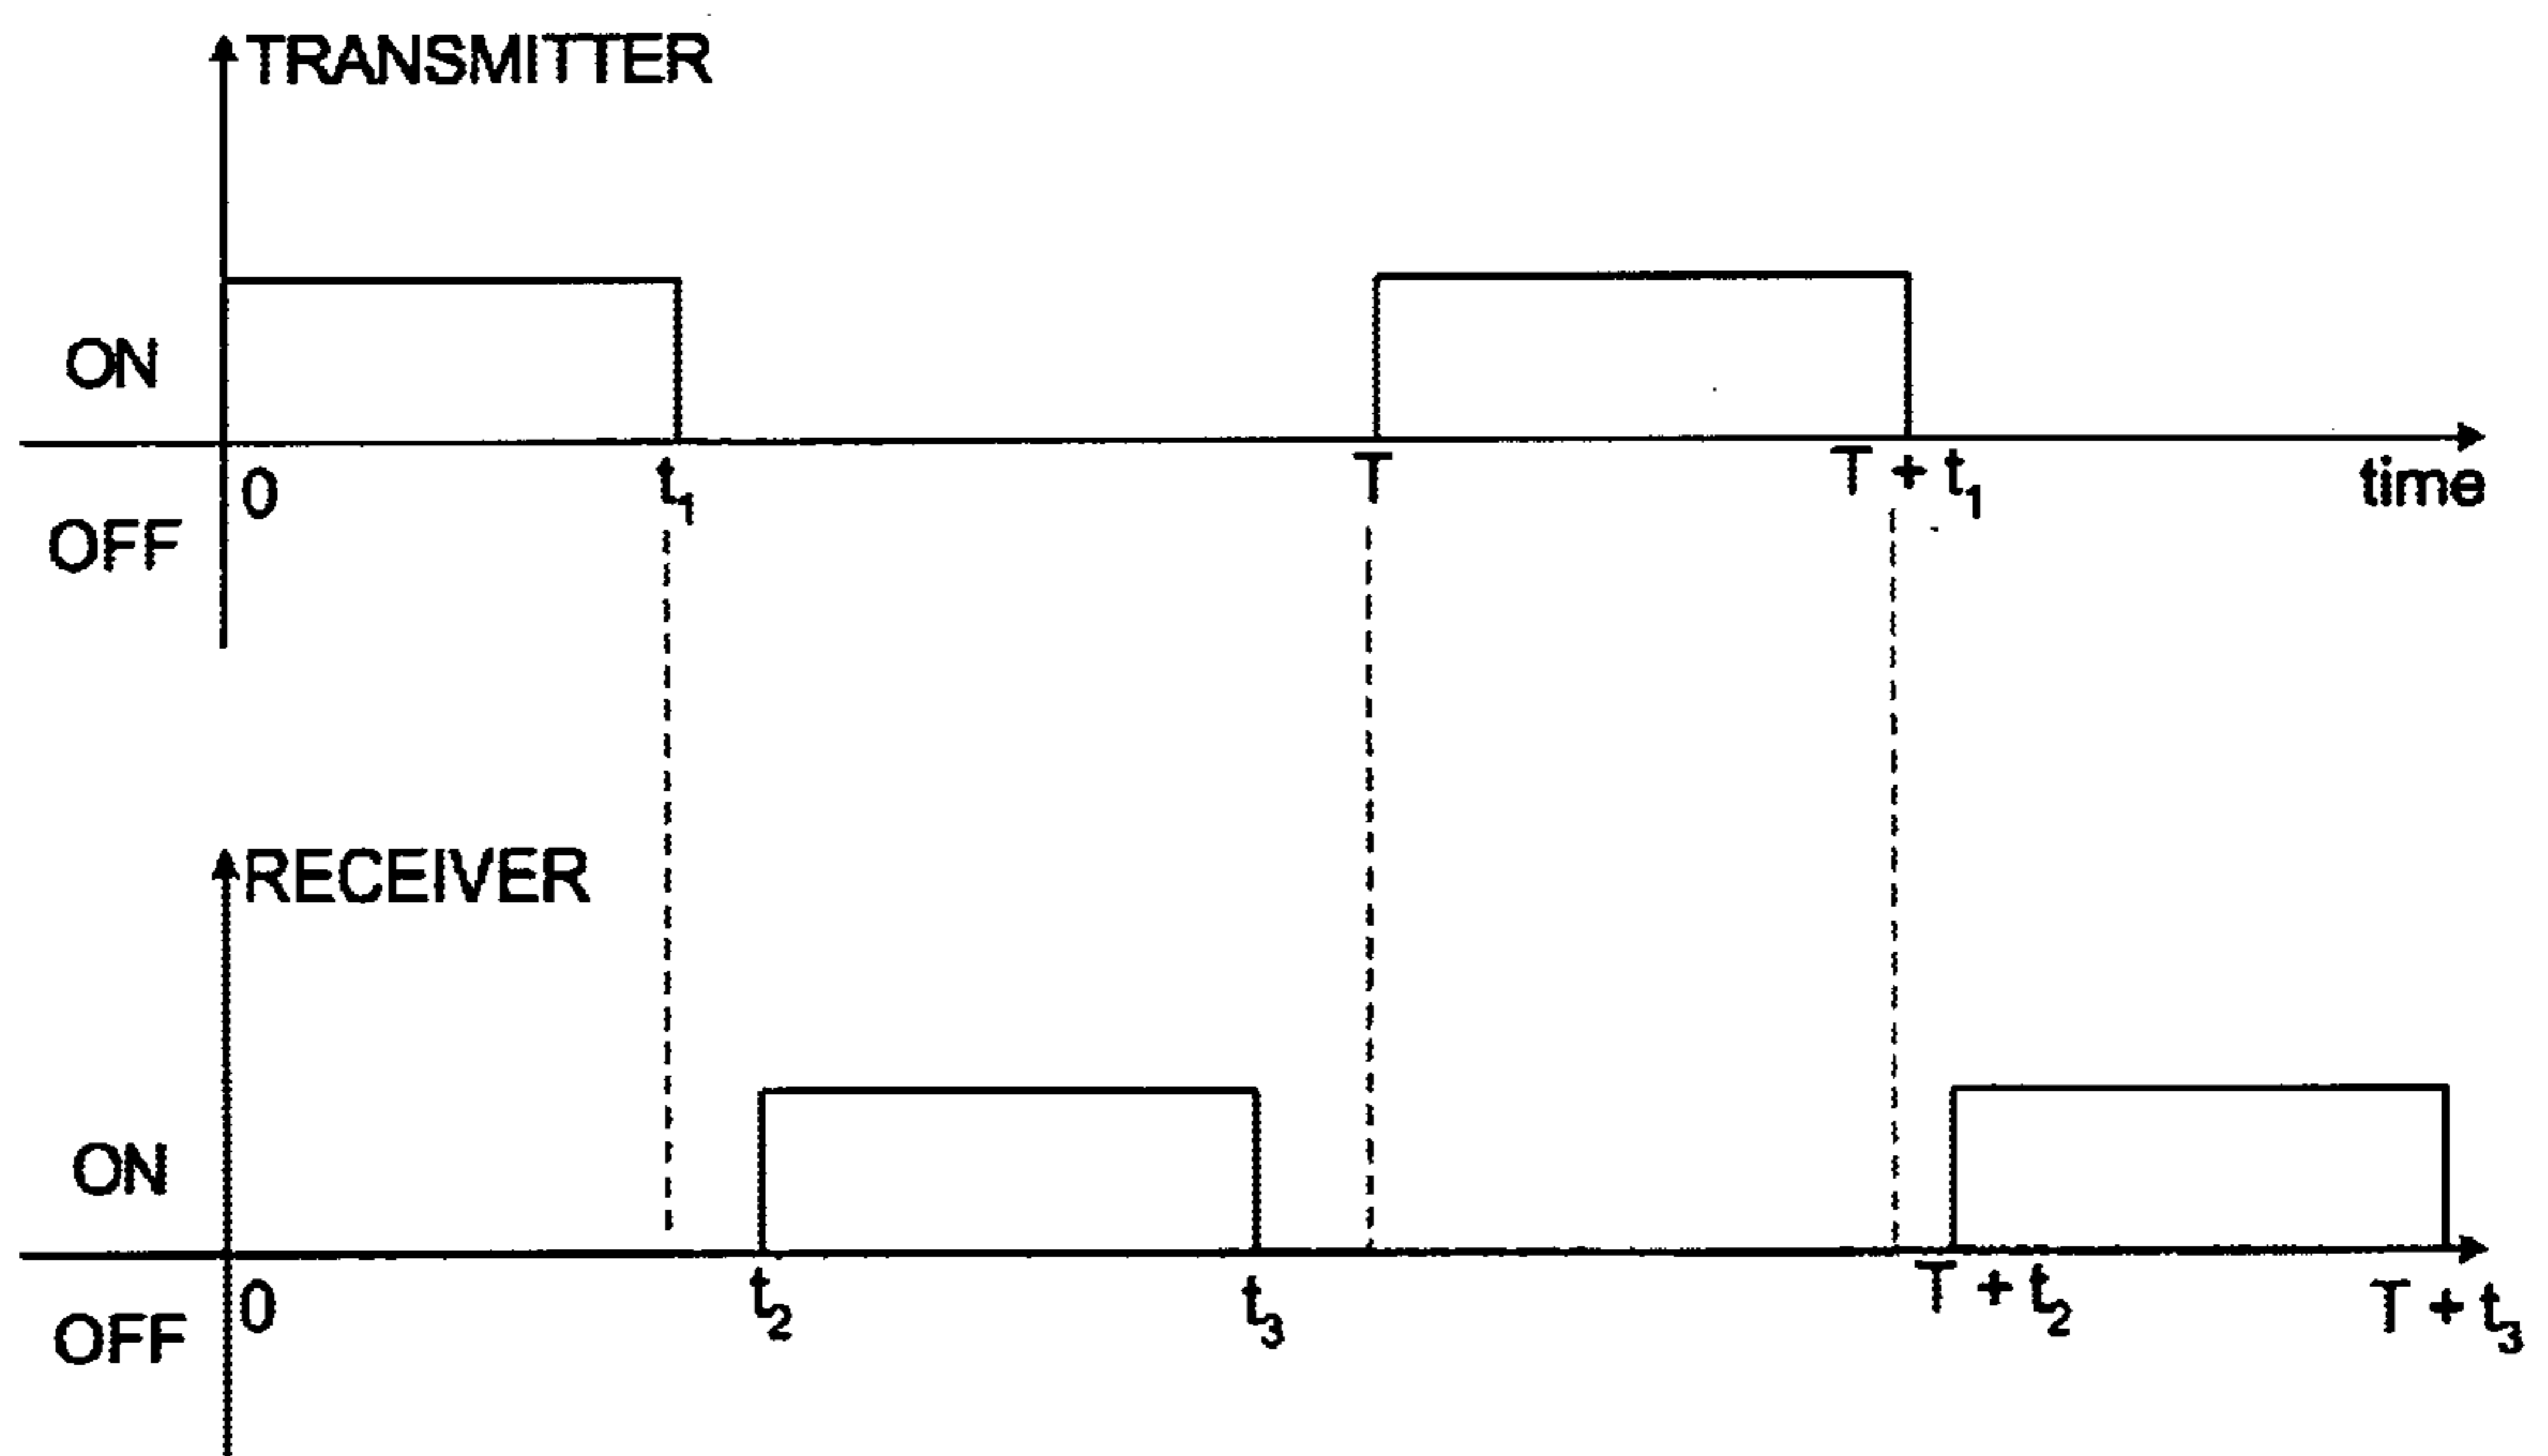 TRANSMITTER
ON
0
t₁
T
T + t₁
time
OFF
RECEIVER
ON
0
t₂
t₃
T + t₂
T + t₃
OFF